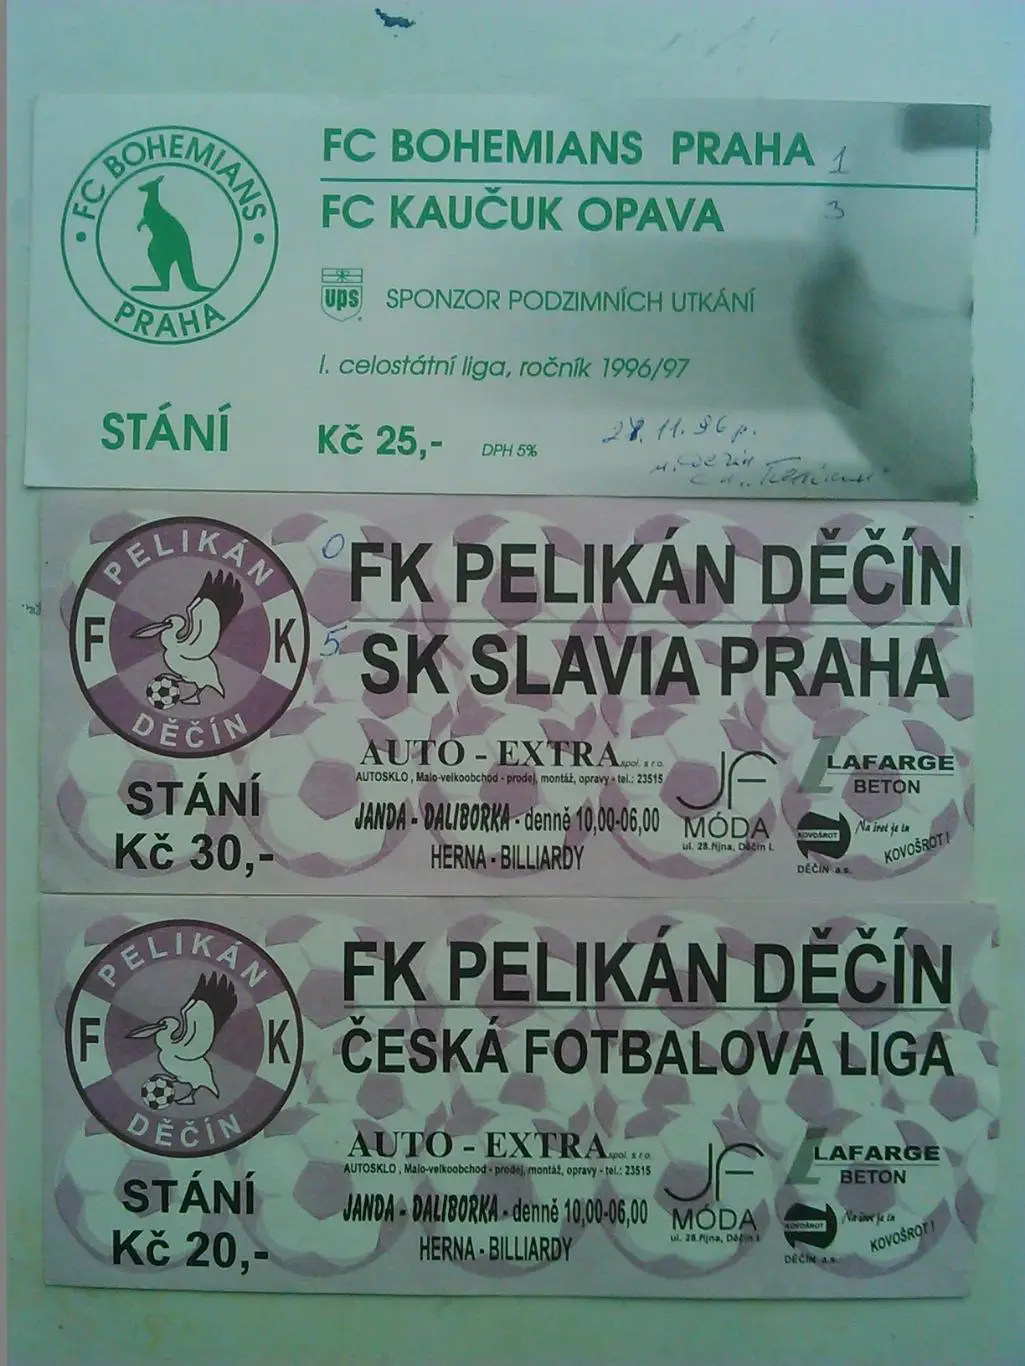 FC BOHEMIANS
PRAHA
FC BOHEMIANS PRAHA 1
FC KAUČUK OPAVA 3
ups SPONZOR PODZIMNÍCH UTKÁNÍ
I. celostátní liga, ročník 1996/97
STÁNÍ
Kč 25,- DPH 5%
11.96 р.
PELIKÁN
FK
DĚČÍN
0 FK PELIKÁN DĚČÍN
5 SK SLAVIA PRAHA
AUTO - EXTRA spol. s r.o.
AUTOSKLO , Malo-velkoobchod - prodej, montáž, opravy - tel.: 23515
JANDA - DALIBORKA - denně 10,00-06,00
HERNA - BILLIARDY
JF
MÓDA
ul. 28.října, Děčín I.
LAFARGE
BETON
KOVOŠROT
DĚČÍN a.s.
Na šrot je tu
KOVOŠROT!
STÁNÍ
Kč 30,-
PELIKÁN
FK
DĚČÍN
FK PELIKÁN DĚČÍN
ČESKÁ FOTBALOVÁ LIGA
AUTO - EXTRA spol. s r.o.
AUTOSKLO , Malo-velkoobchod - prodej, montáž, opravy - tel.: 23515
JANDA - DALIBORKA - denně 10,00-06,00
HERNA - BILLIARDY
JF
MÓDA
ul. 28.října, Děčín I.
LAFARGE
BETON
KOVOŠROT
DĚČÍN a.s.
Na šrot je tu
KOVOŠROT!
STÁNÍ
Kč 20,-